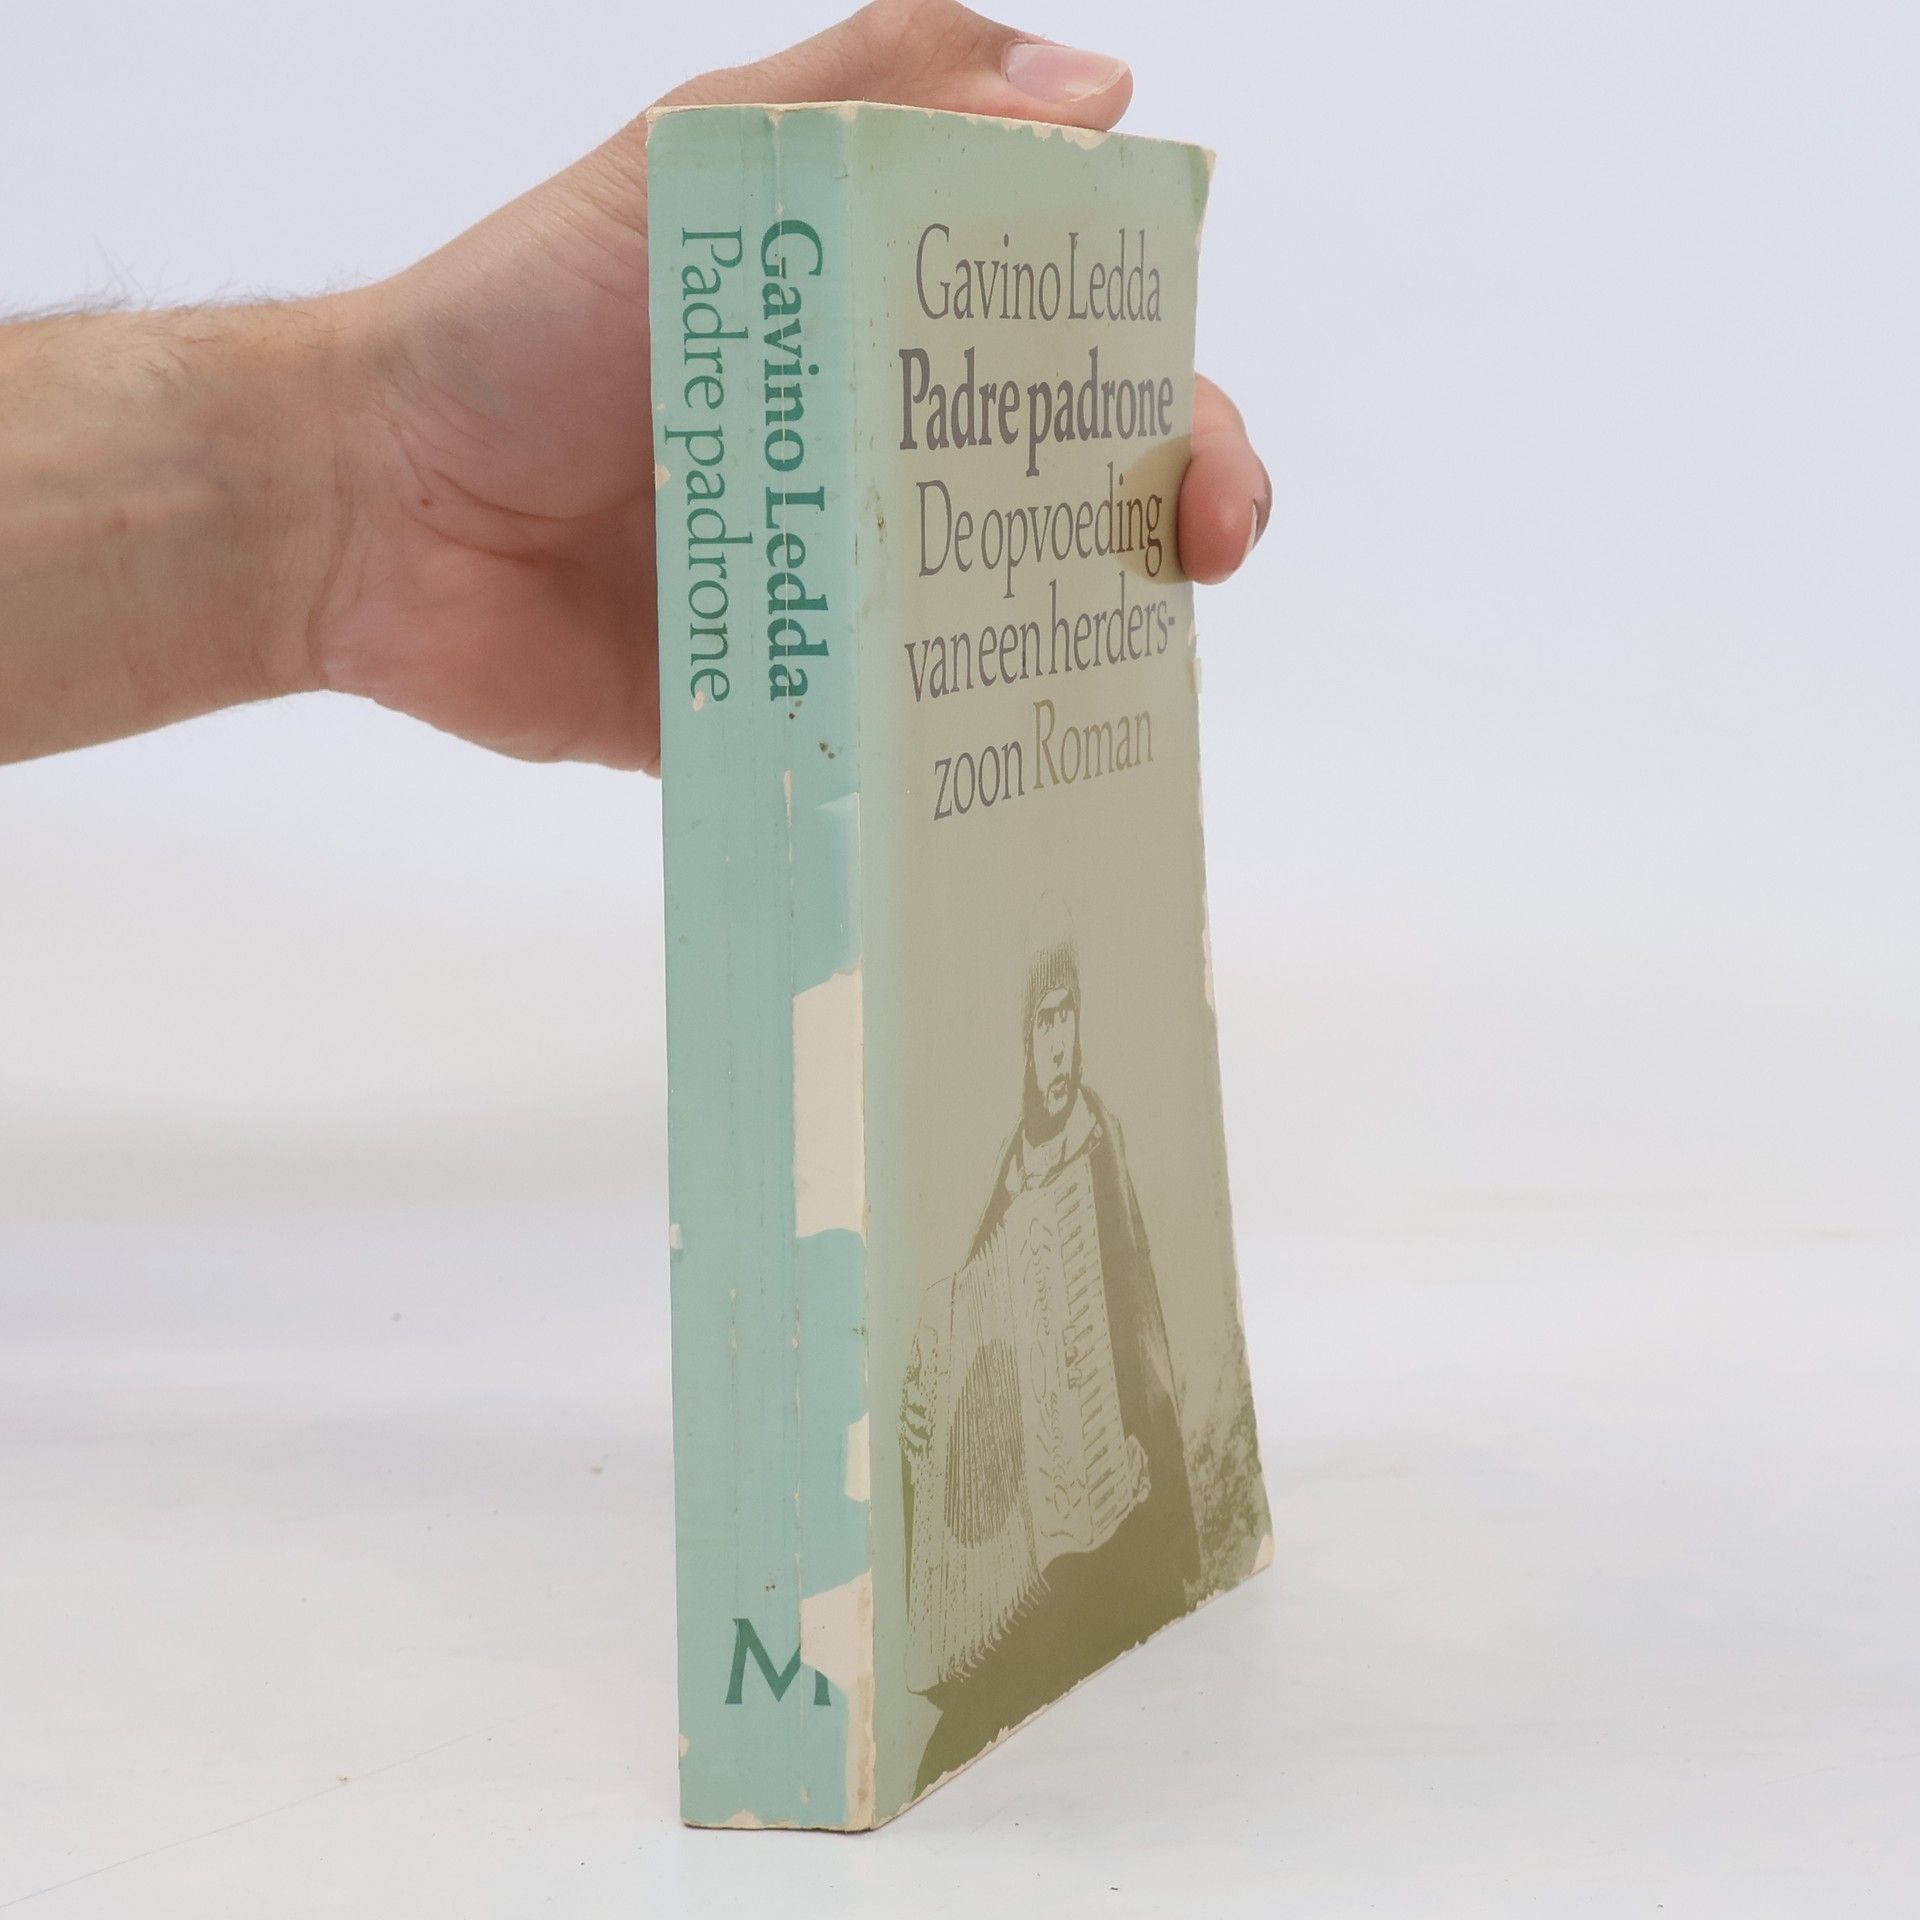 Gavino Ledda
Padre padrone
M
Gavino Ledda
Padre padrone
De opvoeding
van een herders-
zoon Roman